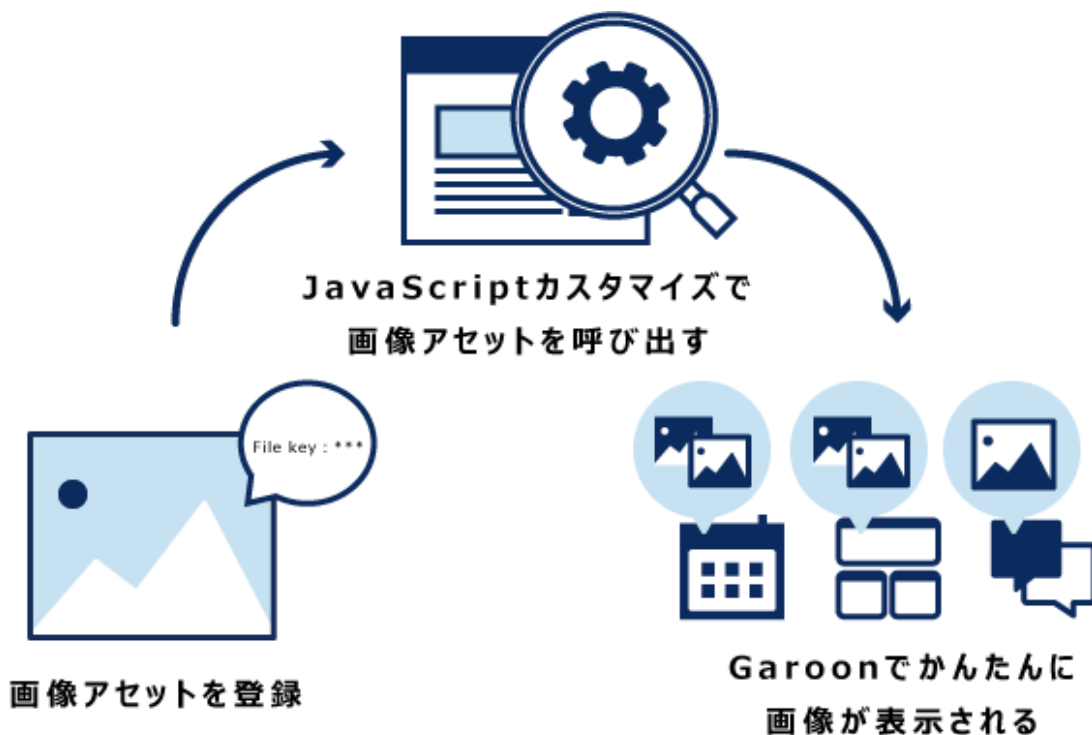 JavaScriptカスタマイズで
画像アセットを呼び出す
File key : ***
画像アセットを登録
Garoonでかんたんに
画像が表示される